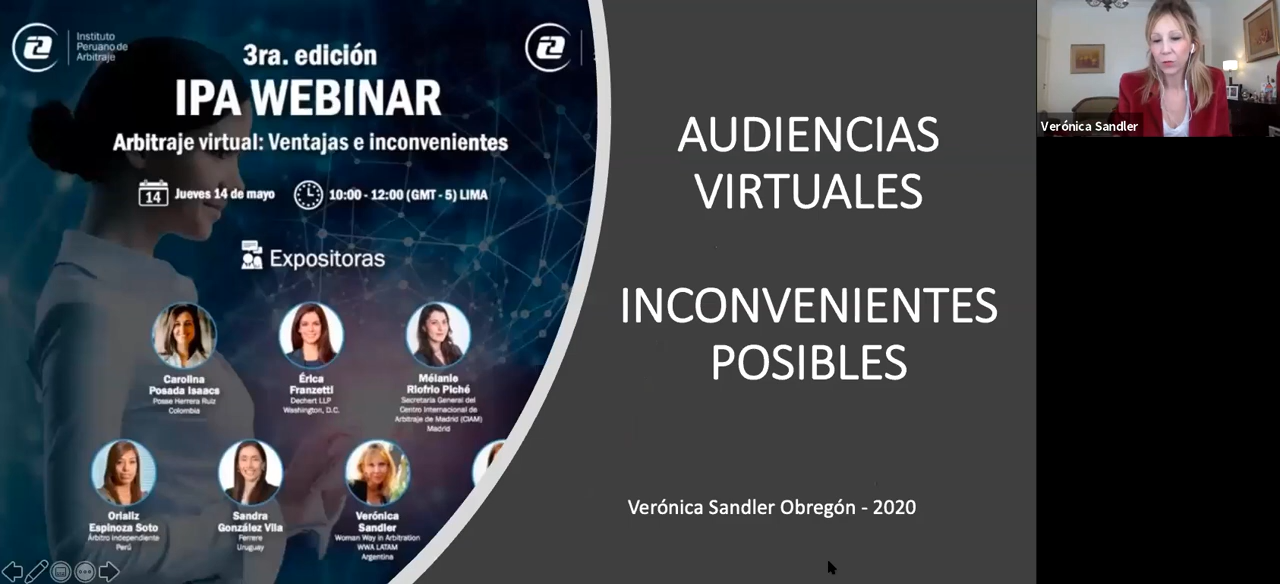 Instituto
Peruano de
Arbitraje
3ra. edición
IPA WEBINAR
Arbitraje virtual: Ventajas e inconvenientes
14
Jueves 14 de mayo
10:00 - 12:00 (GMT - 5) LIMA
Expositoras
Carolina
Posada Isaacs
Posse Herrera Ruiz
Colombia
Érica
Franzetti
Dechert LLP
Washington, D.C.
Mélanie
Riofrio Piché
Secretaria General del
Centro Internacional de
Arbitraje de Madrid (CIAM)
Madrid
Orializ
Espinoza Soto
Árbitro independiente
Perú
Sandra
González Vila
Ferrere
Uruguay
Verónica
Sandler
Woman Way in Arbitration
WWA LATAM
Argentina
AUDIENCIAS
VIRTUALES
INCONVENIENTES
POSIBLES
Verónica Sandler Obregón - 2020
Verónica Sandler